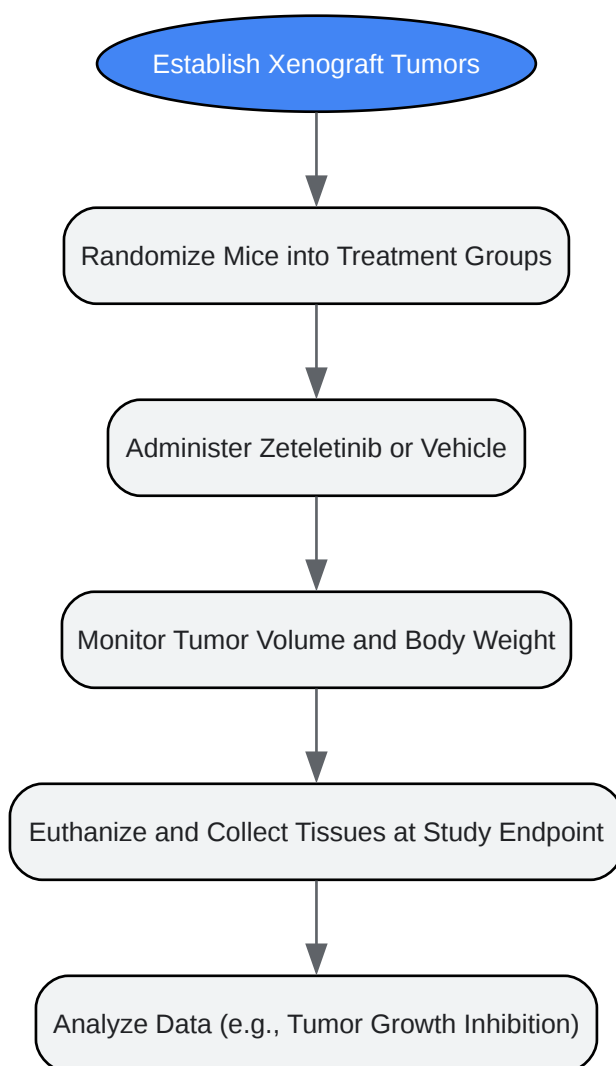 Establish Xenograft Tumors
Randomize Mice into Treatment Groups
Administer Zeteletinib or Vehicle
Monitor Tumor Volume and Body Weight
Euthanize and Collect Tissues at Study Endpoint
Analyze Data (e.g., Tumor Growth Inhibition)